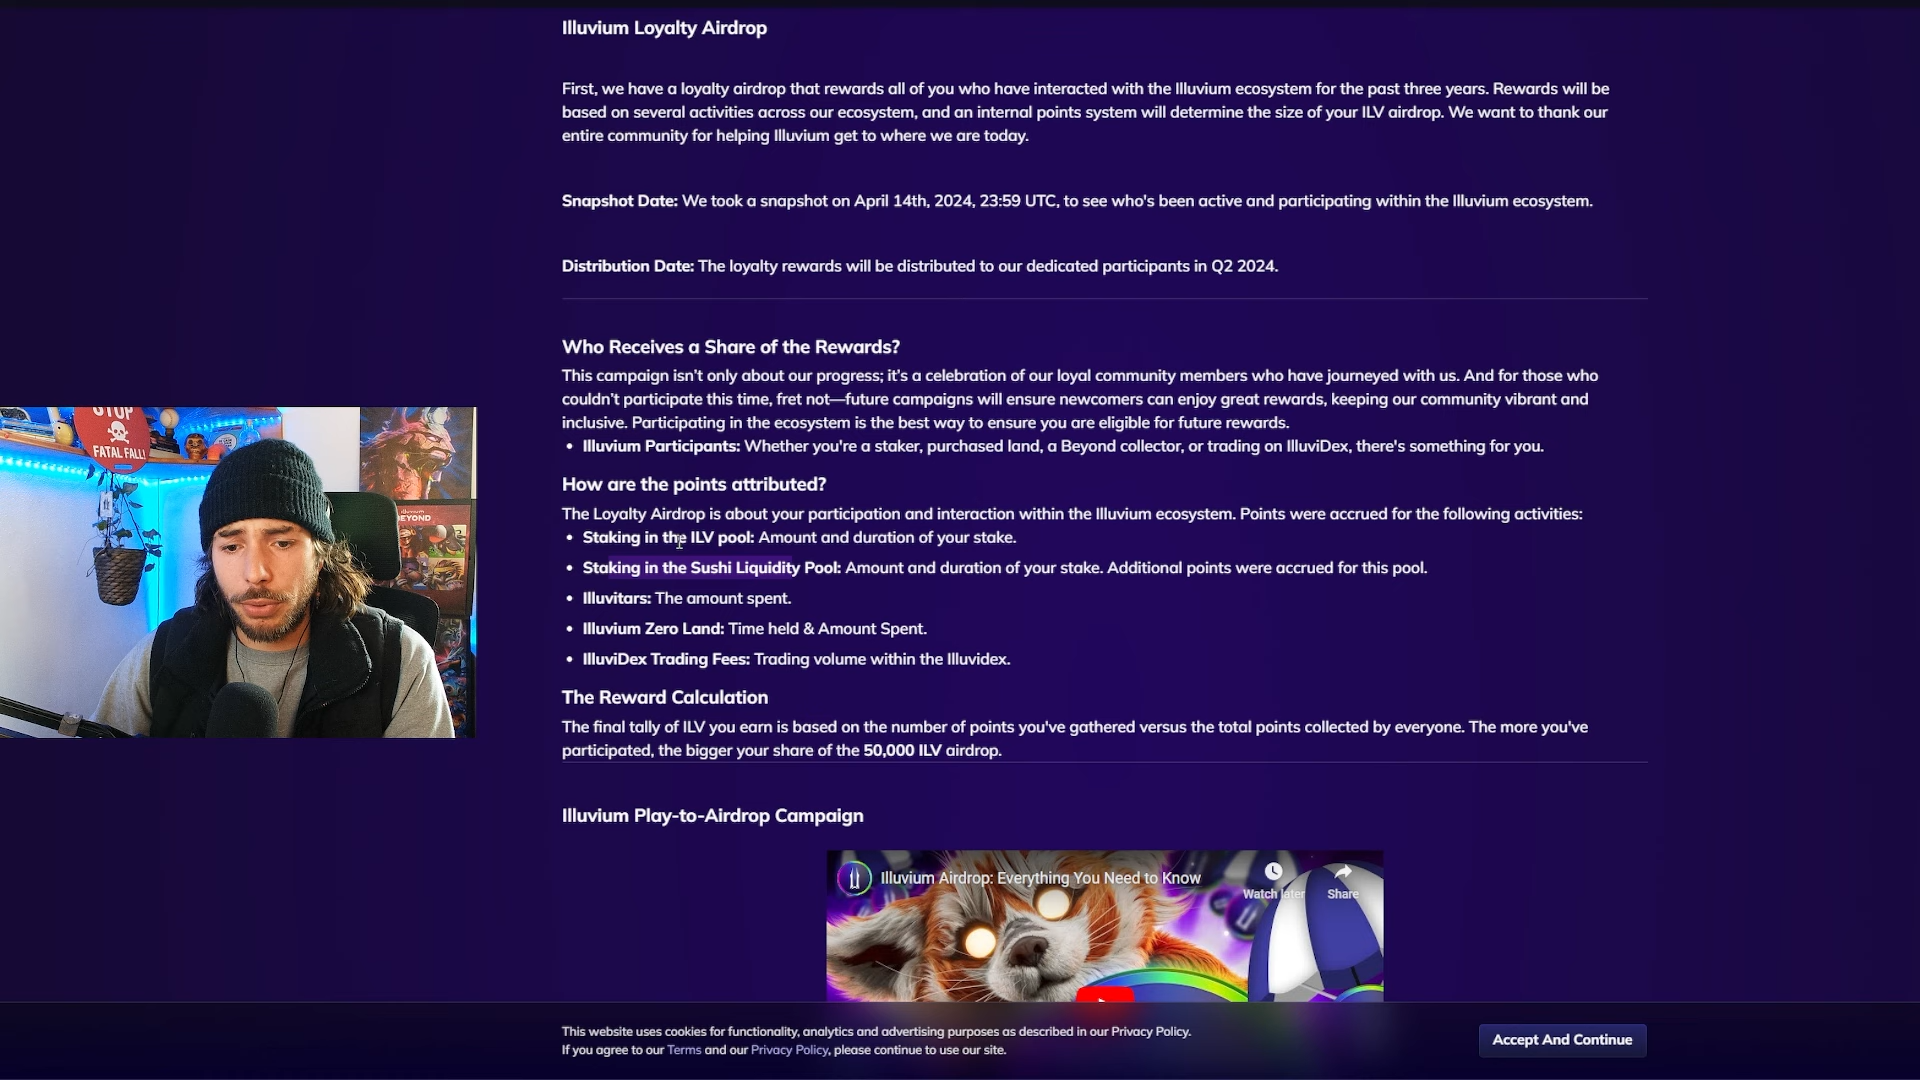 Illuvium Loyalty Airdrop
First, we have a loyalty airdrop that rewards all of you who have interacted with the Illuvium ecosystem for the past three years. Rewards will be
based on several activities across our ecosystem, and an internal points system will determine the size of your ILV airdrop. We want to thank our
entire community for helping Illuvium get to where we are today.
Snapshot Date: We took a snapshot on April 14th, 2024, 23:59 UTC, to see who's been active and participating within the Illuvium ecosystem.
Distribution Date: The loyalty rewards will be distributed to our dedicated participants in Q2 2024.
Who Receives a Share of the Rewards?
This campaign isn't only about our progress; it's a celebration of our loyal community members who have journeyed with us. And for those who
couldn't participate this time, fret not—future campaigns will ensure newcomers can enjoy great rewards, keeping our community vibrant and
inclusive. Participating in the ecosystem is the best way to ensure you are eligible for future rewards.
• Illuvium Participants: Whether you're a staker, purchased land, a Beyond collector, or trading on IlluviDex, there's something for you.
How are the points attributed?
The Loyalty Airdrop is about your participation and interaction within the Illuvium ecosystem. Points were accrued for the following activities:
• Staking in the ILV pool: Amount and duration of your stake.
• Staking in the Sushi Liquidity Pool: Amount and duration of your stake. Additional points were accrued for this pool.
• Illuvitars: The amount spent.
• Illuvium Zero Land: Time held & Amount Spent.
• IlluviDex Trading Fees: Trading volume within the Illuvidex.
The Reward Calculation
The final tally of ILV you earn is based on the number of points you've gathered versus the total points collected by everyone. The more you've
participated, the bigger your share of the 50,000 ILV airdrop.
Illuvium Play-to-Airdrop Campaign
Illuvium Airdrop: Everything You Need to Know
Watch later
Share
This website uses cookies for functionality, analytics and advertising purposes as described in our Privacy Policy.
If you agree to our Terms and our Privacy Policy, please continue to use our site.
Accept And Continue
STOP
FATAL FALL!
illuvium
BEYOND